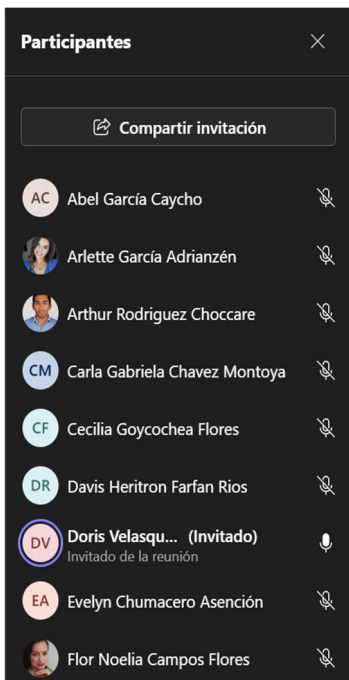 Participantes
Compartir invitación
AC Abel García Caycho
Arlette García Adrianzén
Arthur Rodriguez Choccare
CM Carla Gabriela Chavez Montoya
CF Cecilia Goycochea Flores
DR Davis Heritron Farfan Rios
DV Doris Velasqu... (Invitado)
Invitado de la reunión
EA Evelyn Chumacero Asención
Flor Noelia Campos Flores